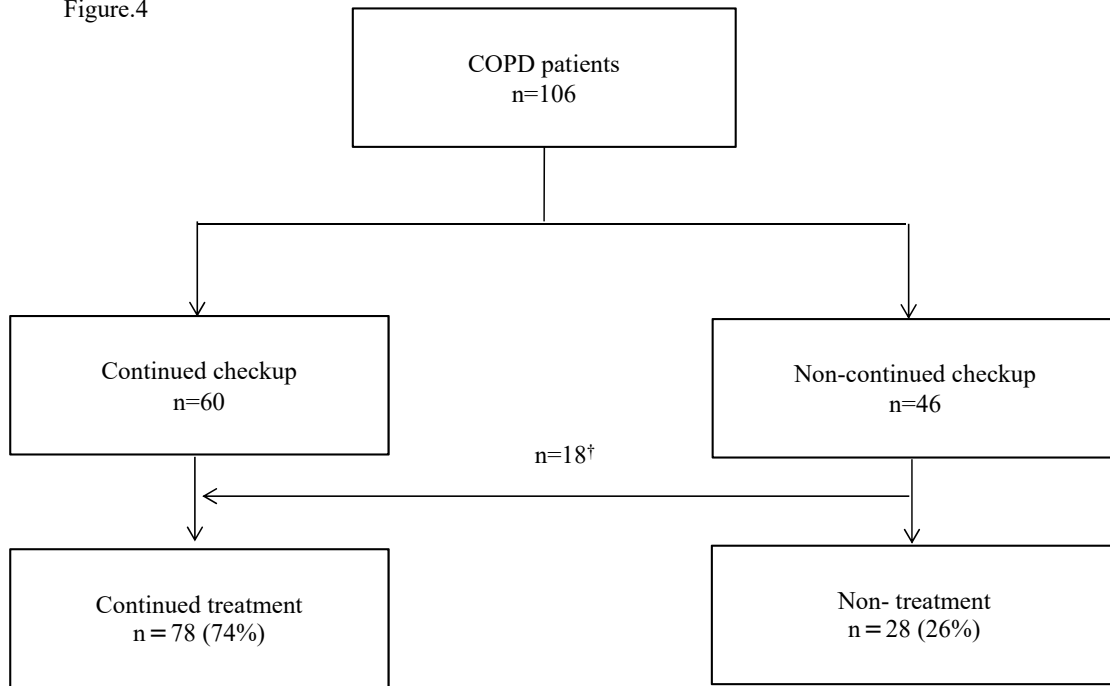 Figure.4
COPD patients
n=106
Continued checkup
n=60
Non-continued checkup
n=46
n=18†
Continued treatment
n=78 (74%)
Non- treatment
n=28 (26%)